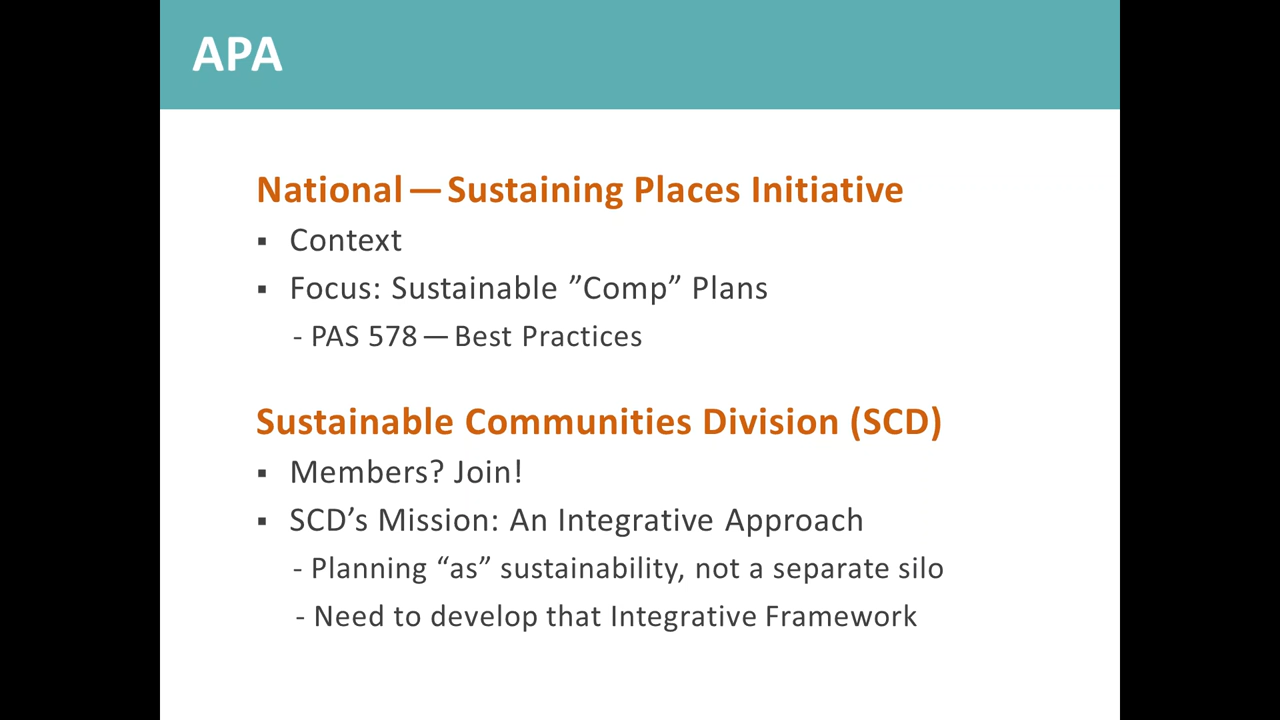 APA
National — Sustaining Places Initiative
▪ Context
▪ Focus: Sustainable ”Comp” Plans
- PAS 578 — Best Practices
Sustainable Communities Division (SCD)
▪ Members? Join!
▪ SCD’s Mission: An Integrative Approach
- Planning “as” sustainability, not a separate silo
- Need to develop that Integrative Framework